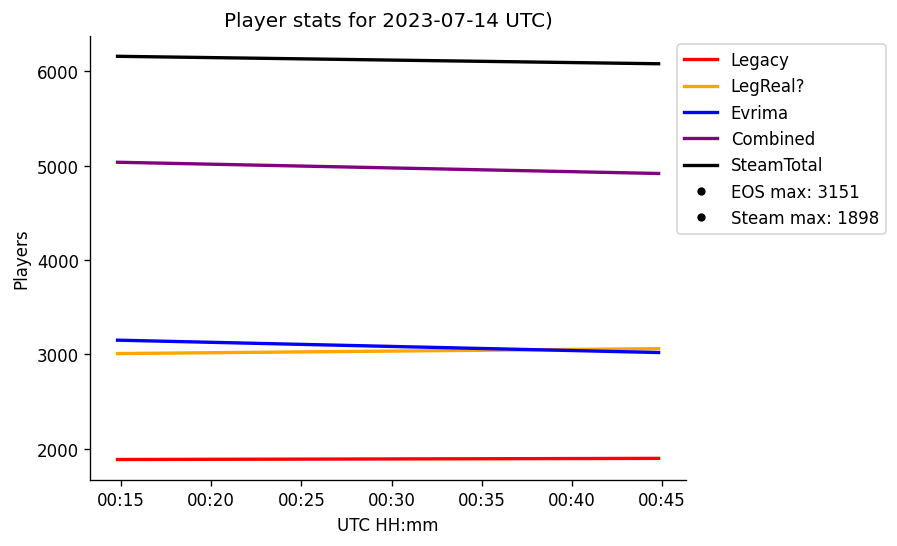 Player stats for 2023-07-14 UTC)
Legacy
LegReal?
Evrima
Combined
SteamTotal
EOS max: 3151
Steam max: 1898
Players
6000
5000
4000
3000
2000
00:15 00:20 00:25 00:30 00:35 00:40 00:45
UTC HH:mm